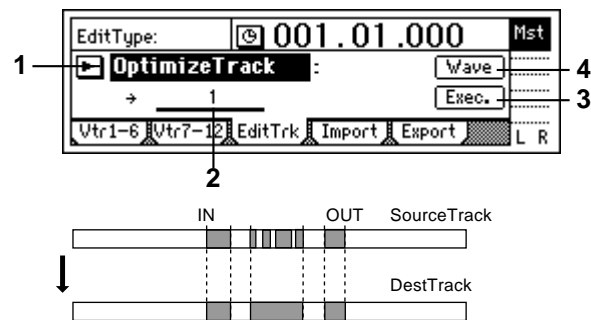 EditType: 001.01.000 Mst
1 OptimizeTrack : Wave 4
→ 1 Exec. 3
Vtr1-6 Vtr7-12 EditTrk Import Export L R
2
IN OUT SourceTrack
DestTrack